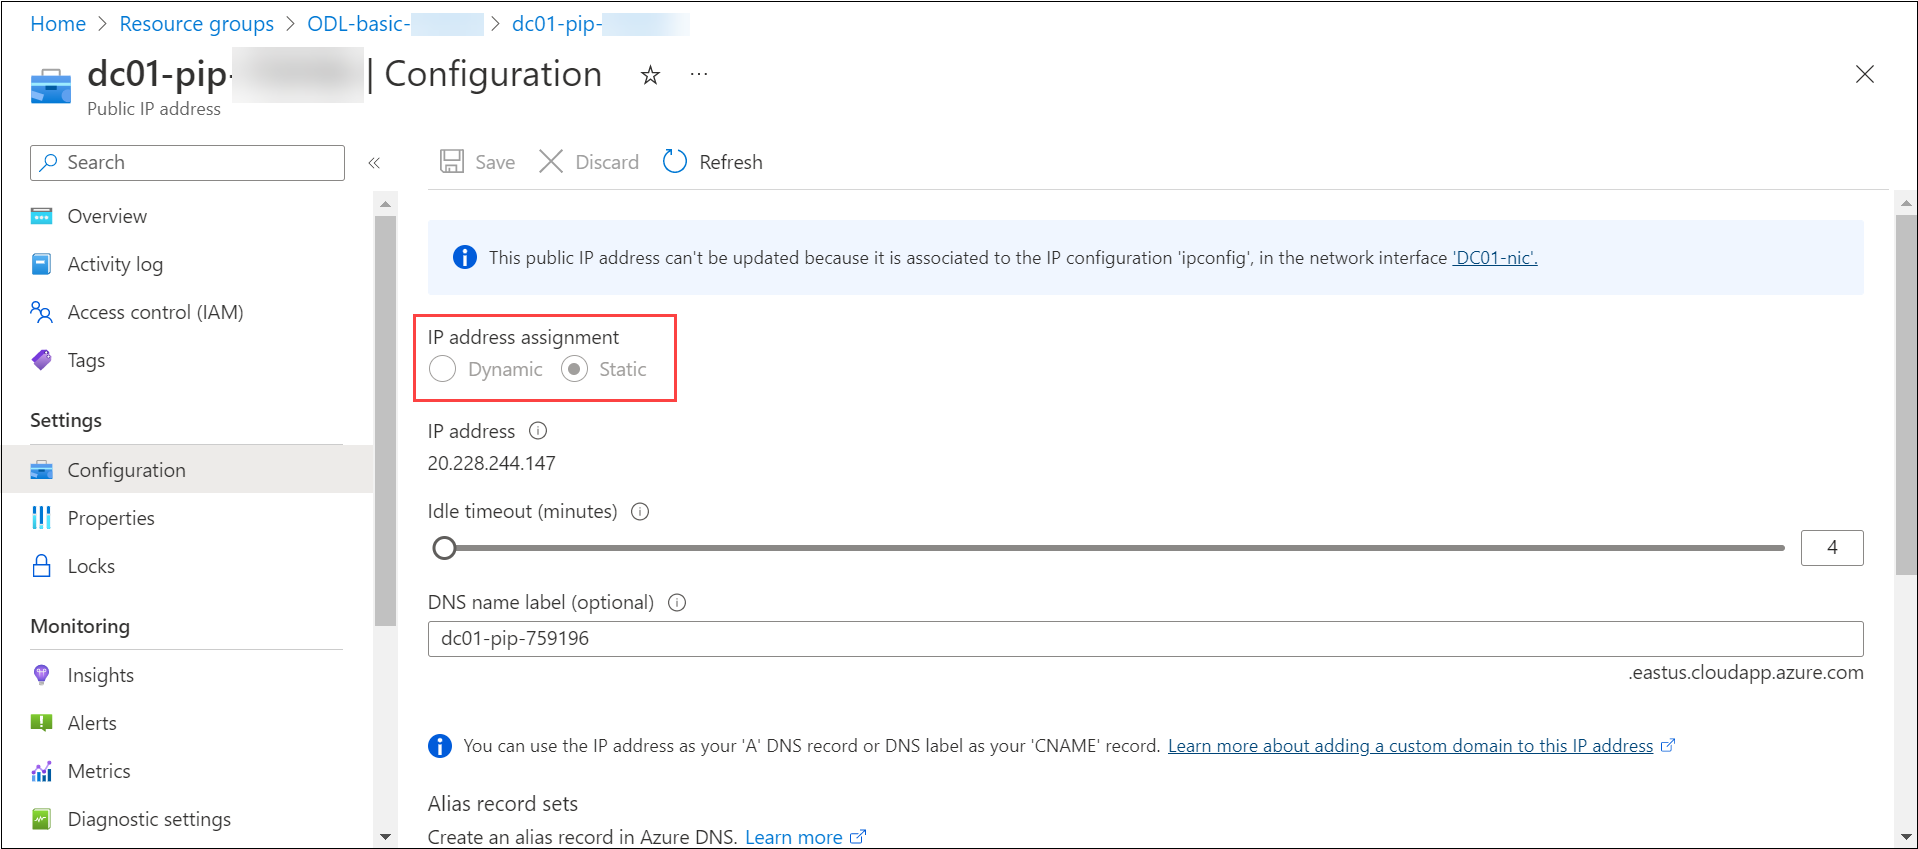 Home > Resource groups > ODL-basic- > dc01-pip-
dc01-pip- | Configuration
Public IP address
Search
«
Save
Discard
Refresh
Overview
Activity log
Access control (IAM)
Tags
Settings
Configuration
Properties
Locks
Monitoring
Insights
Alerts
Metrics
Diagnostic settings
This public IP address can't be updated because it is associated to the IP configuration 'ipconfig', in the network interface 'DC01-nic'.
IP address assignment
Dynamic
Static
IP address
20.228.244.147
Idle timeout (minutes)
4
DNS name label (optional)
dc01-pip-759196
.eastus.cloudapp.azure.com
You can use the IP address as your 'A' DNS record or DNS label as your 'CNAME' record. Learn more about adding a custom domain to this IP address
Alias record sets
Create an alias record in Azure DNS. Learn more